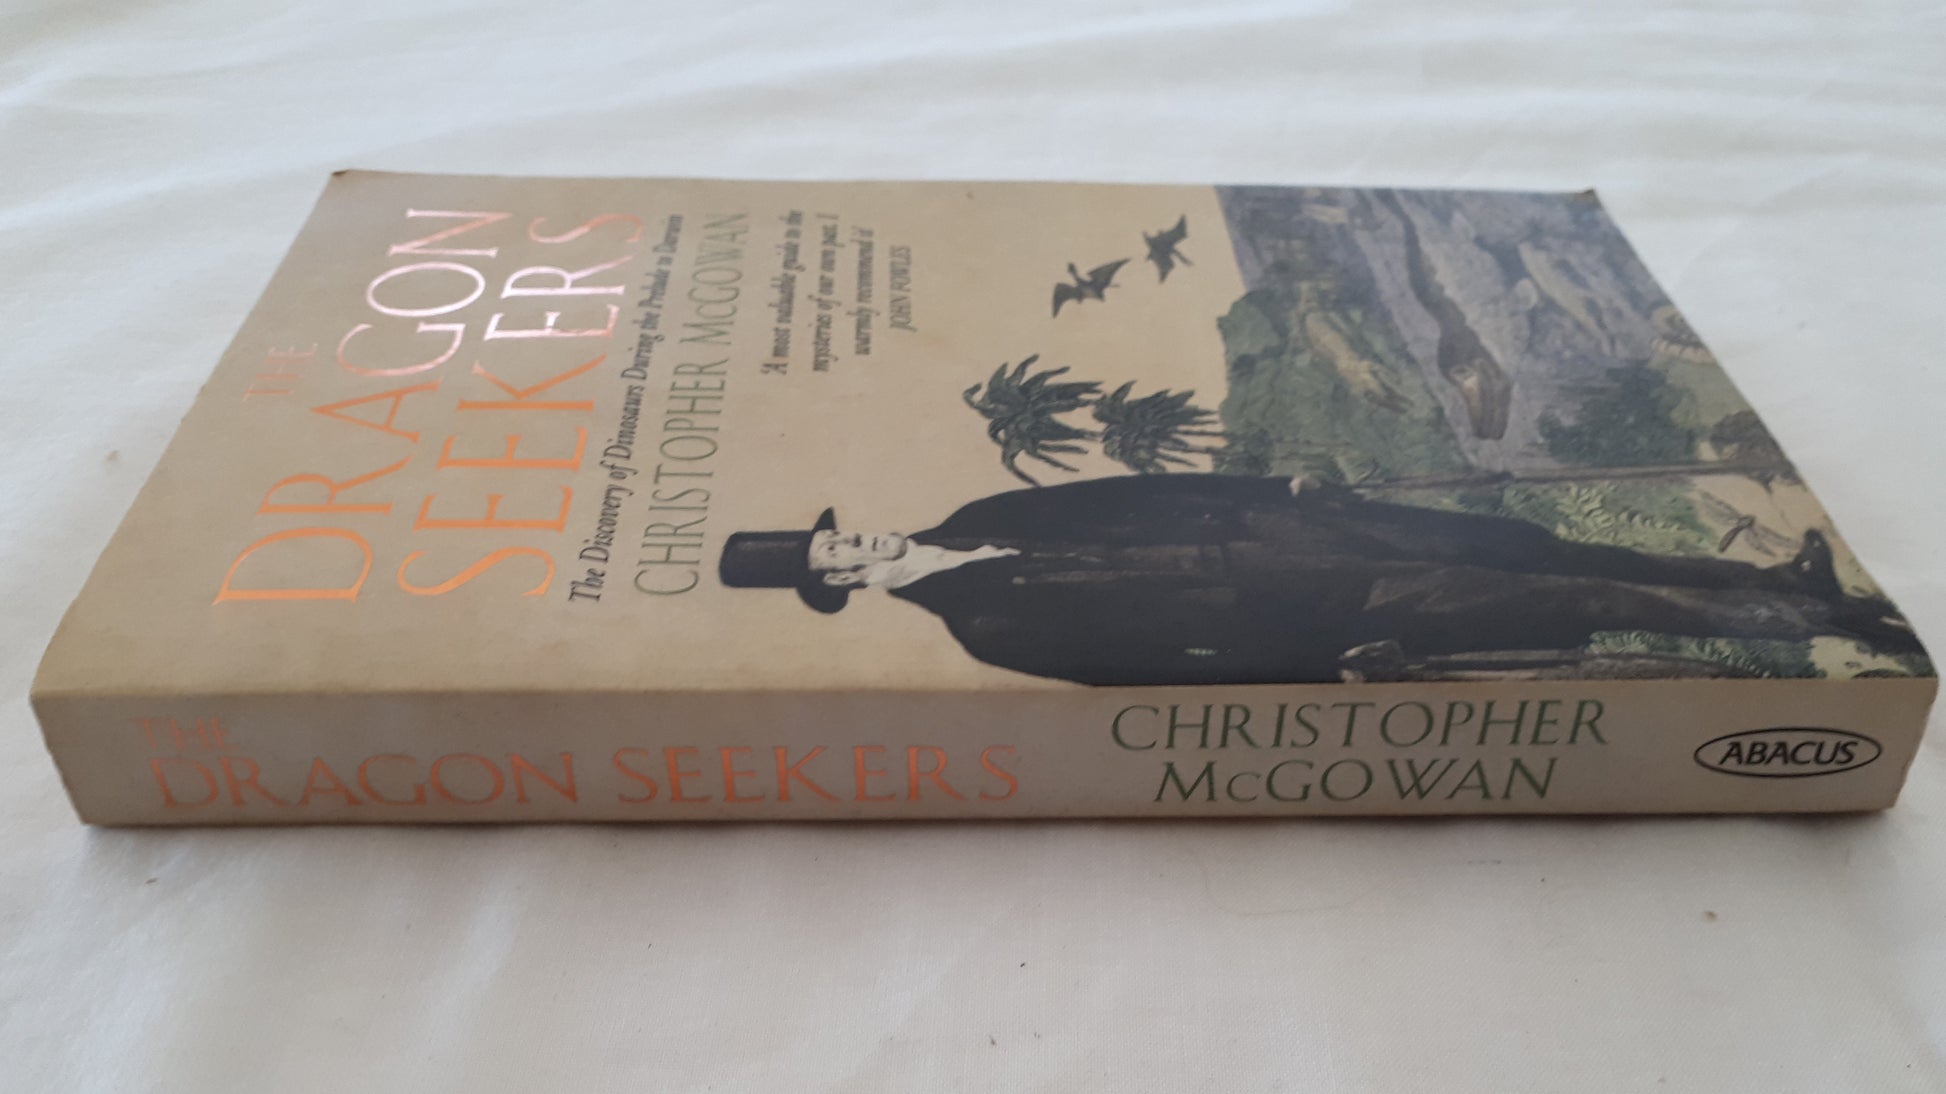 THE
DRAGON
SEEKERS
The Discovery of Dinosaurs During the Prelude to Darwin
CHRISTOPHER McGOWAN
'A most valuable guide to the
mysteries of our own past. I
warmly recommend it'
JOHN FOWLES
THE
DRAGON SEEKERS
CHRISTOPHER
McGOWAN
ABACUS